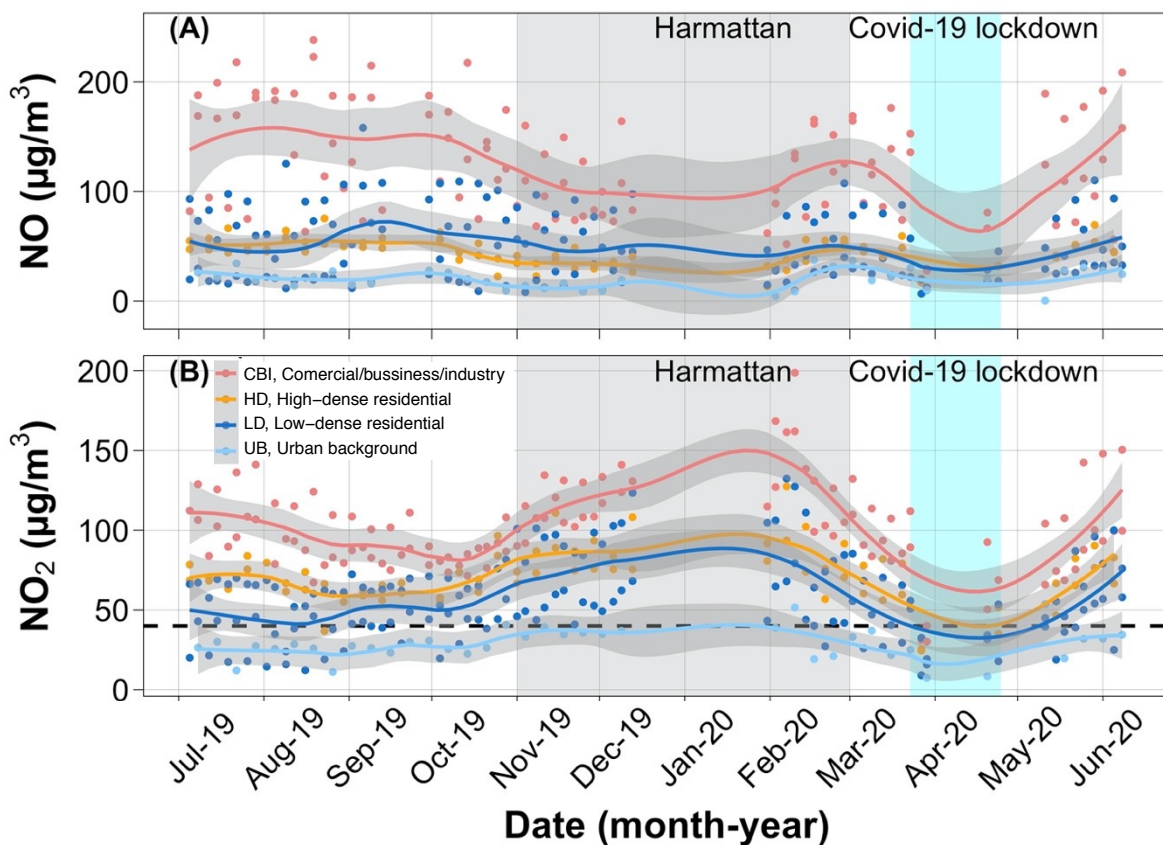 (A) Harmattan Covid-19 lockdown
NO (µg/m³)
200
100
0
(B) Harmattan Covid-19 lockdown
CBI, Comercial/bussiness/industry
HD, High-dense residential
LD, Low-dense residential
UB, Urban background
NO₂ (µg/m³)
200
150
100
50
0
Jul-19 Aug-19 Sep-19 Oct-19 Nov-19 Dec-19 Jan-20 Feb-20 Mar-20 Apr-20 May-20 Jun-20
Date (month-year)